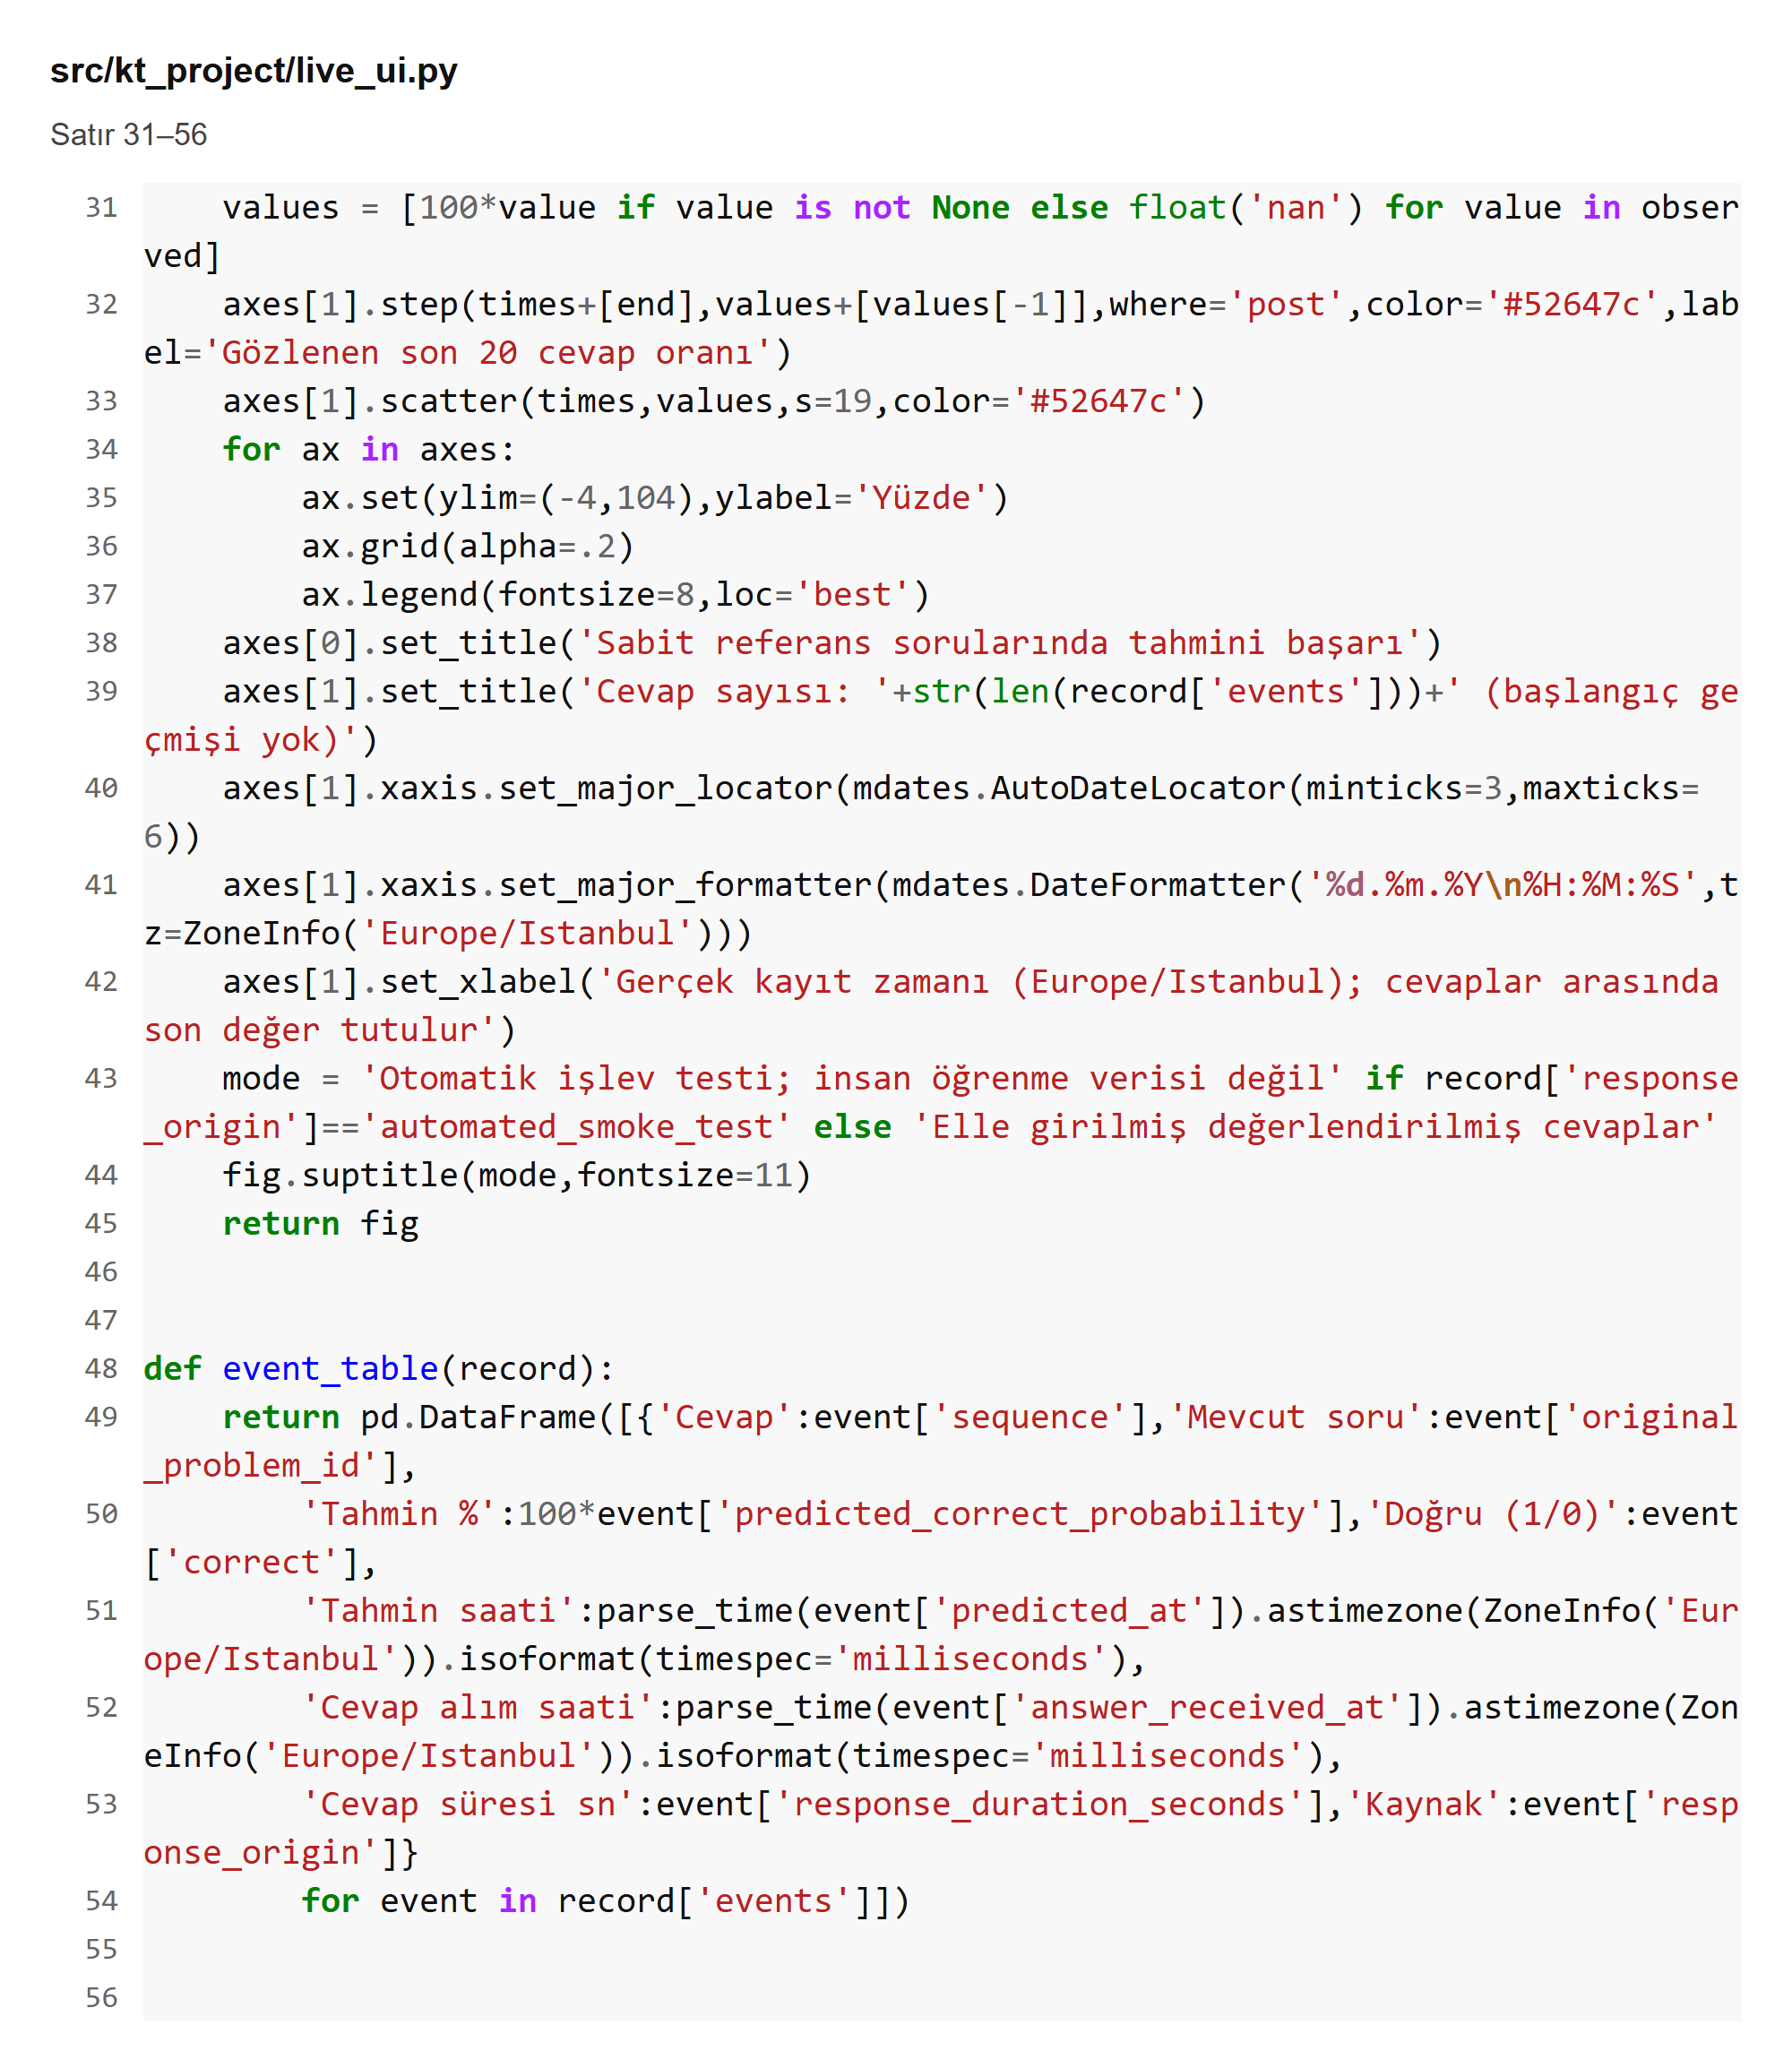 src/kt_project/live_ui.py
Satır 31–56
31     values = [100*value if value is not None else float('nan') for value in obser
ved]
32     axes[1].step(times+[end],values+[values[-1]],where='post',color='#52647c',lab
el='Gözlenen son 20 cevap oranı')
33     axes[1].scatter(times,values,s=19,color='#52647c')
34     for ax in axes:
35         ax.set(ylim=(-4,104),ylabel='Yüzde')
36         ax.grid(alpha=.2)
37         ax.legend(fontsize=8,loc='best')
38     axes[0].set_title('Sabit referans sorularında tahmini başarı')
39     axes[1].set_title('Cevap sayısı: '+str(len(record['events']))+' (başlangıç ge
çmişi yok)')
40     axes[1].xaxis.set_major_locator(mdates.AutoDateLocator(minticks=3,maxticks=
6))
41     axes[1].xaxis.set_major_formatter(mdates.DateFormatter('%d.%m.%Y\n%H:%M:%S',t
z=ZoneInfo('Europe/Istanbul')))
42     axes[1].set_xlabel('Gerçek kayıt zamanı (Europe/Istanbul); cevaplar arasında
son değer tutulur')
43     mode = 'Otomatik işlev testi; insan öğrenme verisi değil' if record['response
_origin']=='automated_smoke_test' else 'Elle girilmiş değerlendirilmiş cevaplar'
44     fig.suptitle(mode,fontsize=11)
45     return fig
46
47
48 def event_table(record):
49     return pd.DataFrame([{'Cevap':event['sequence'],'Mevcut soru':event['original
_problem_id'],
50         'Tahmin %':100*event['predicted_correct_probability'],'Doğru (1/0)':event
['correct'],
51         'Tahmin saati':parse_time(event['predicted_at']).astimezone(ZoneInfo('Eur
ope/Istanbul')).isoformat(timespec='milliseconds'),
52         'Cevap alım saati':parse_time(event['answer_received_at']).astimezone(Zon
eInfo('Europe/Istanbul')).isoformat(timespec='milliseconds'),
53         'Cevap süresi sn':event['response_duration_seconds'],'Kaynak':event['resp
onse_origin']}
54         for event in record['events']])
55
56